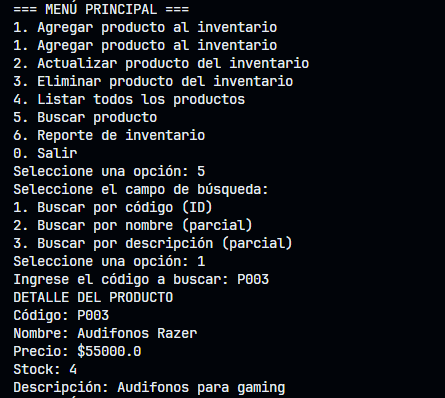 === MENÚ PRINCIPAL ===
1. Agregar producto al inventario
1. Agregar producto al inventario
2. Actualizar producto del inventario
3. Eliminar producto del inventario
4. Listar todos los productos
5. Buscar producto
6. Reporte de inventario
0. Salir
Seleccione una opción: 5
Seleccione el campo de búsqueda:
1. Buscar por código (ID)
2. Buscar por nombre (parcial)
3. Buscar por descripción (parcial)
Seleccione una opción: 1
Ingrese el código a buscar: P003
DETALLE DEL PRODUCTO
Código: P003
Nombre: Audifonos Razer
Precio: $55000.0
Stock: 4
Descripción: Audifonos para gaming